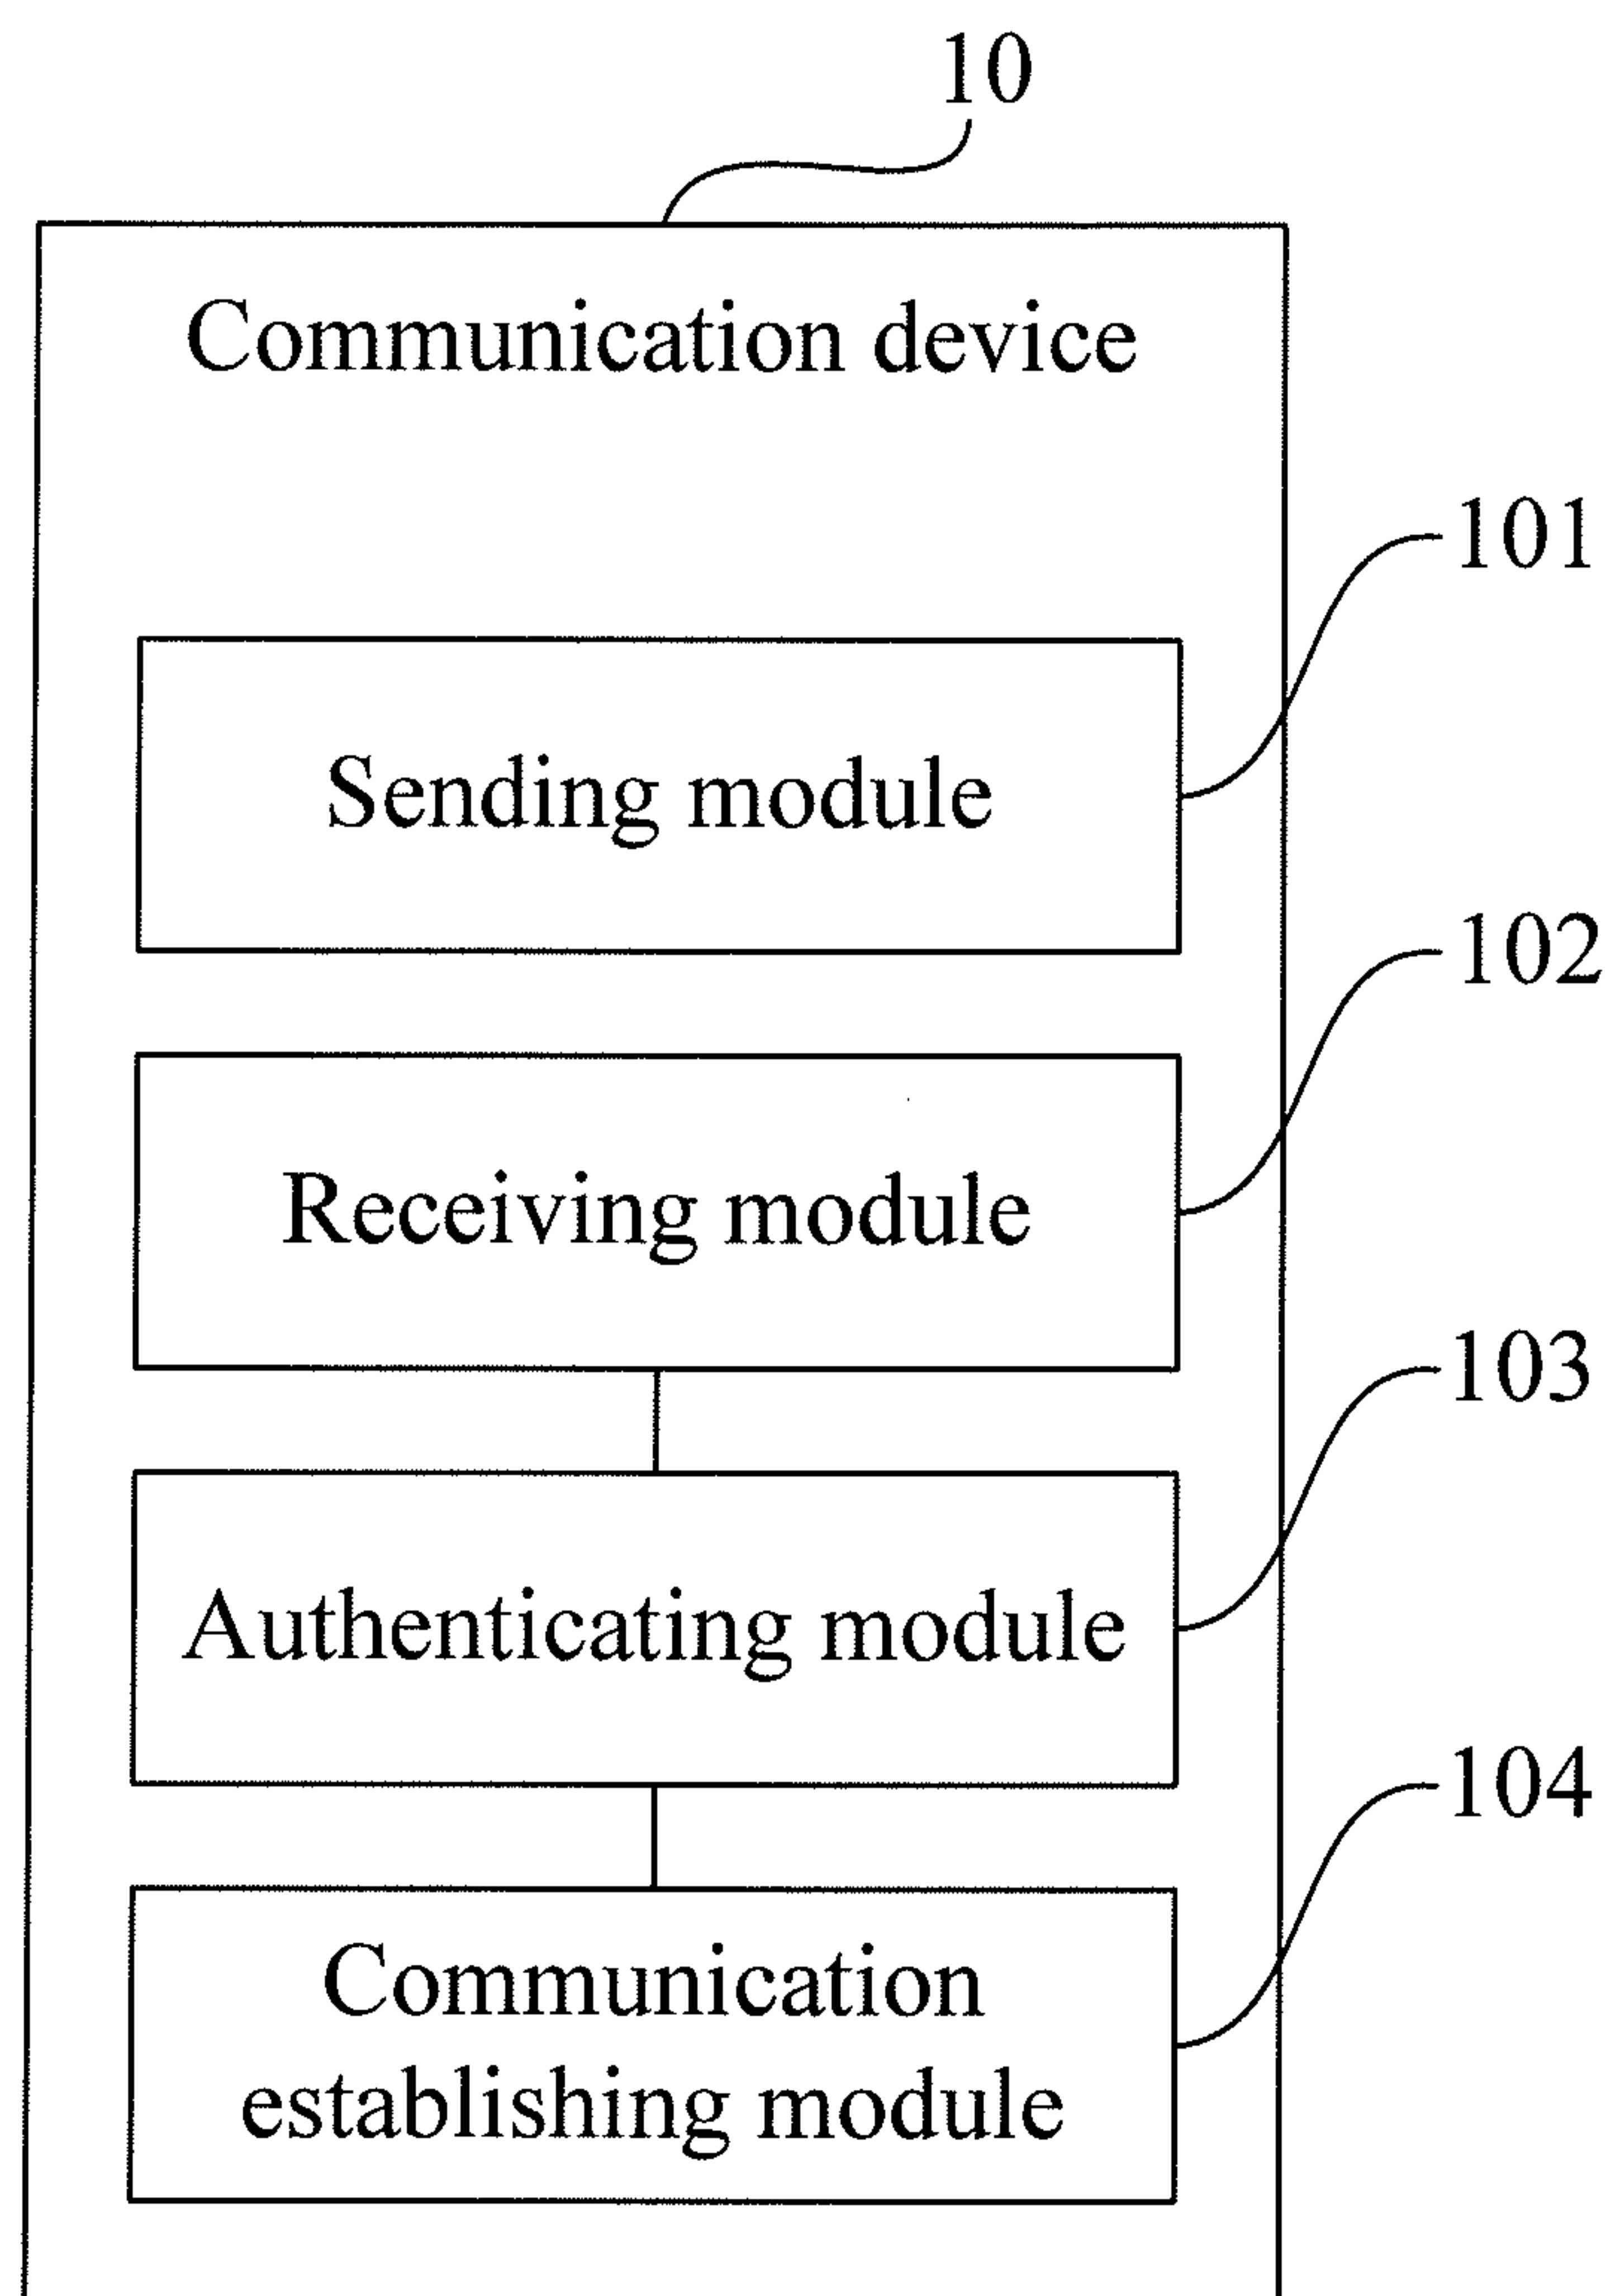 10
Communication device
101
Sending module
102
Receiving module
103
Authenticating module
104
Communication
establishing module